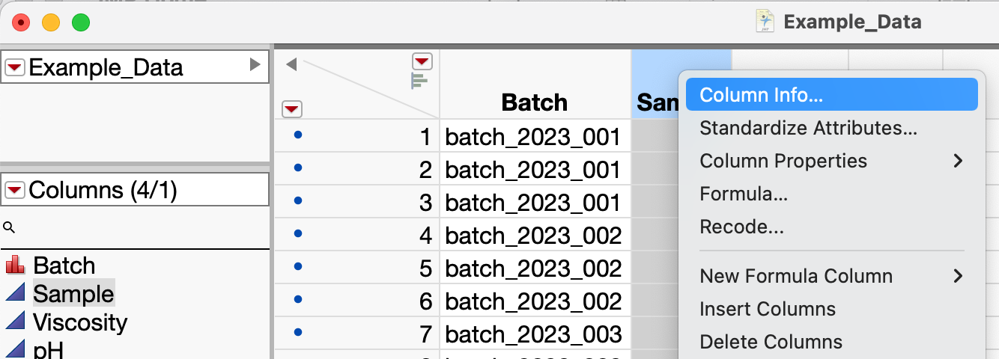 Example_Data
Example_Data
Batch
Column Info...
Standardize Attributes...
Column Properties
Formula...
Recode...
New Formula Column
Insert Columns
Delete Columns
1 batch_2023_001
2 batch_2023_001
3 batch_2023_001
4 batch_2023_002
5 batch_2023_002
6 batch_2023_002
7 batch_2023_003
Columns (4/1)
Batch
Sample
Viscosity
pH